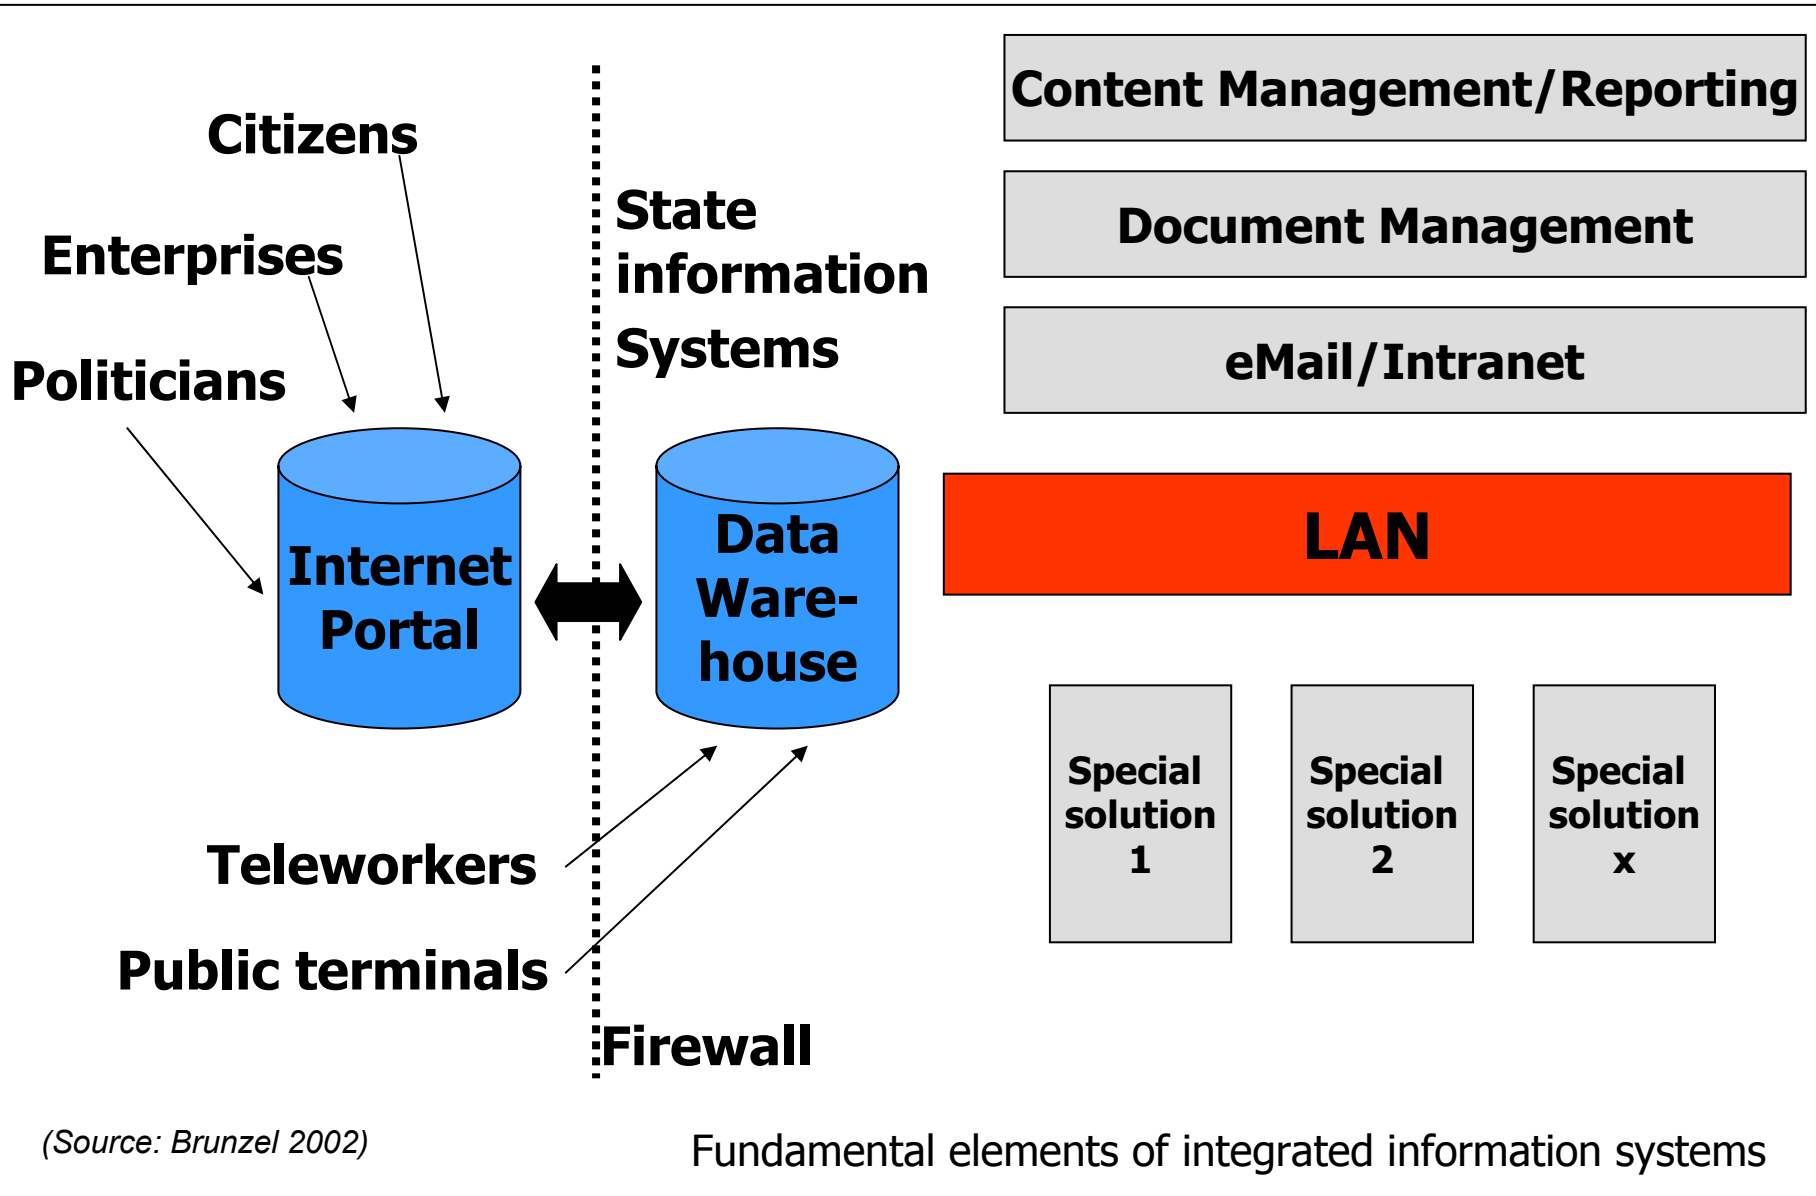 Citizens
Enterprises
Politicians
State
information
Systems
Content Management/Reporting
Document Management
eMail/Intranet
Internet
Portal
Data
Ware-
house
LAN
Special
solution
1
Special
solution
2
Special
solution
x
Teleworkers
Public terminals
Firewall
(Source: Brunzel 2002)
Fundamental elements of integrated information systems